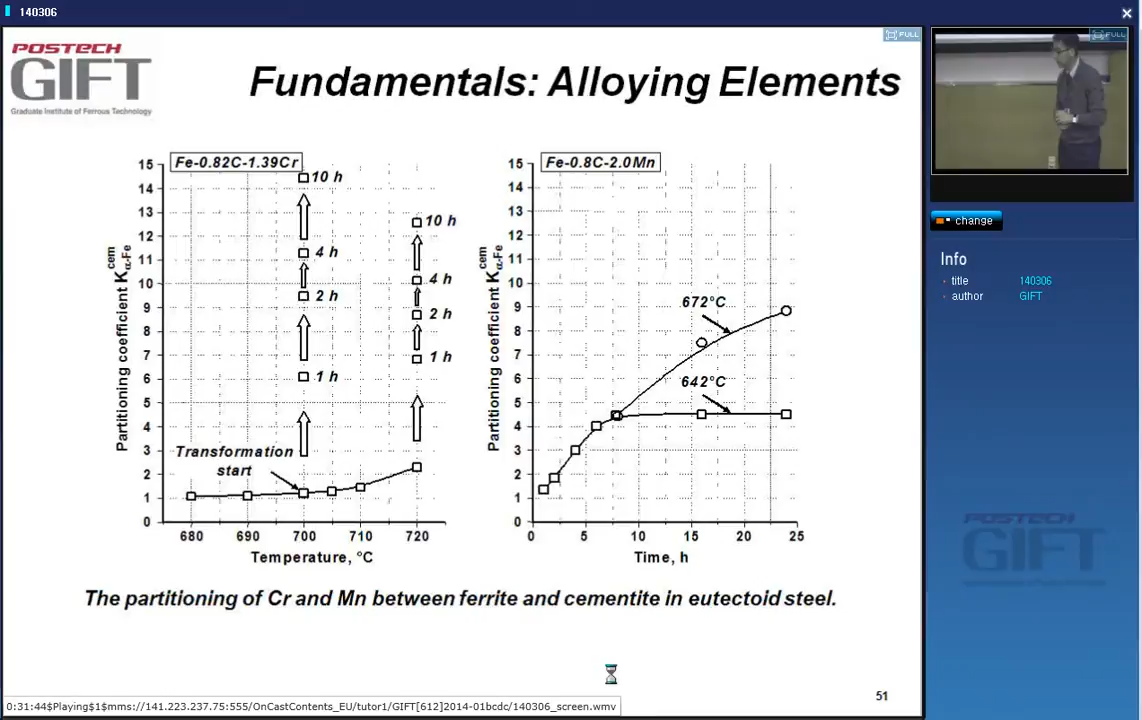 140306
FULL
POSTECH
GIFT
Graduate Institute of Ferrous Technology
Fundamentals: Alloying Elements
FULL
Fe-0.82C-1.39Cr
15
14
13
12
11
10
9
8
7
6
5
4
3
2
1
0
Partitioning coefficient K cem α-Fe
10 h
4 h
2 h
1 h
10 h
4 h
2 h
1 h
Transformation
start
680 690 700 710 720
Temperature, °C
Fe-0.8C-2.0Mn
15
14
13
12
11
10
9
8
7
6
5
4
3
2
1
0
Partitioning coefficient K cem α-Fe
672°C
642°C
0 5 10 15 20 25
Time, h
The partitioning of Cr and Mn between ferrite and cementite in eutectoid steel.
51
0:31:44$Playing$1$mms://141.223.237.75:555/OnCastContents_EU/tutor1/GIFT[612]2014-01bcdc/140306_screen.wmv
change
Info
title 140306
author GIFT
POSTECH
GIFT